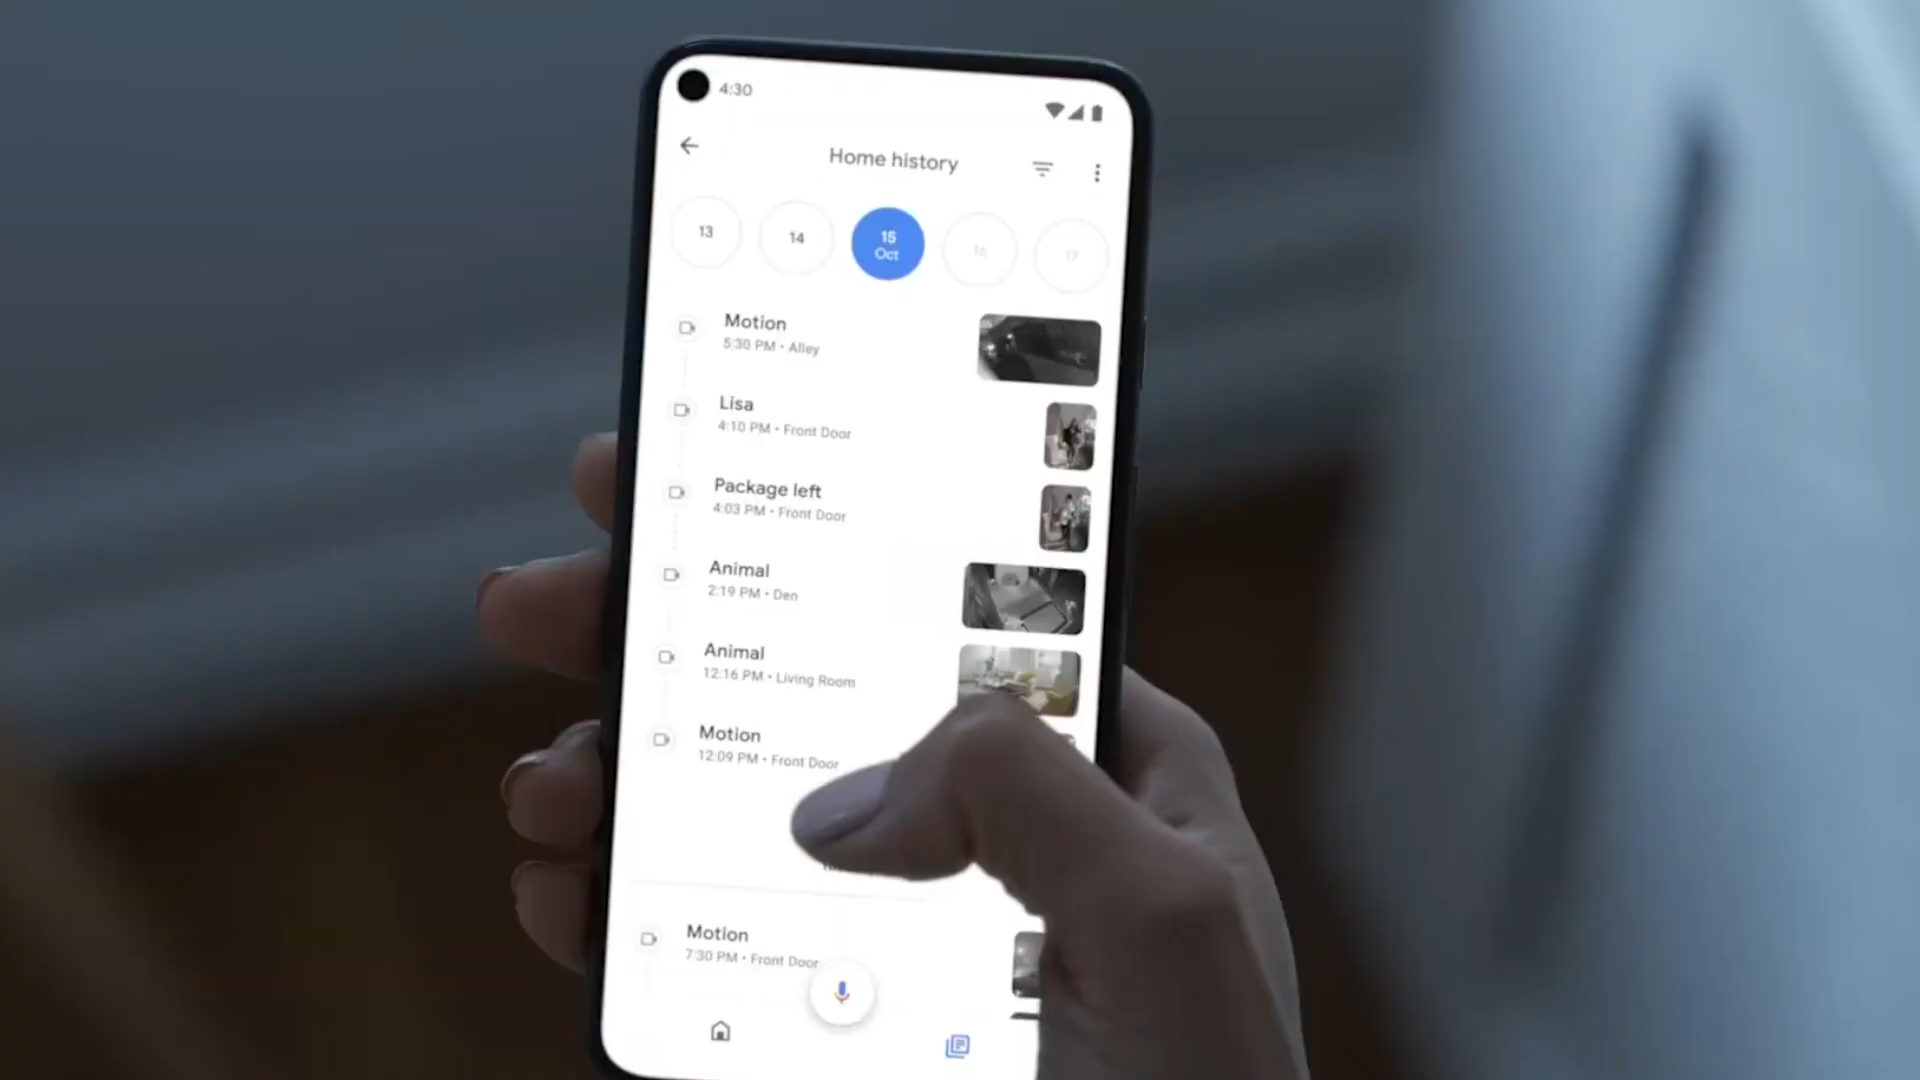 4:30
Home history
13
14
15
Oct
16
17
Motion
5:30 PM • Alley
Lisa
4:10 PM • Front Door
Package left
4:03 PM • Front Door
Animal
2:19 PM • Den
Animal
12:16 PM • Living Room
Motion
12:09 PM • Front Door
Motion
7:30 PM • Front Door